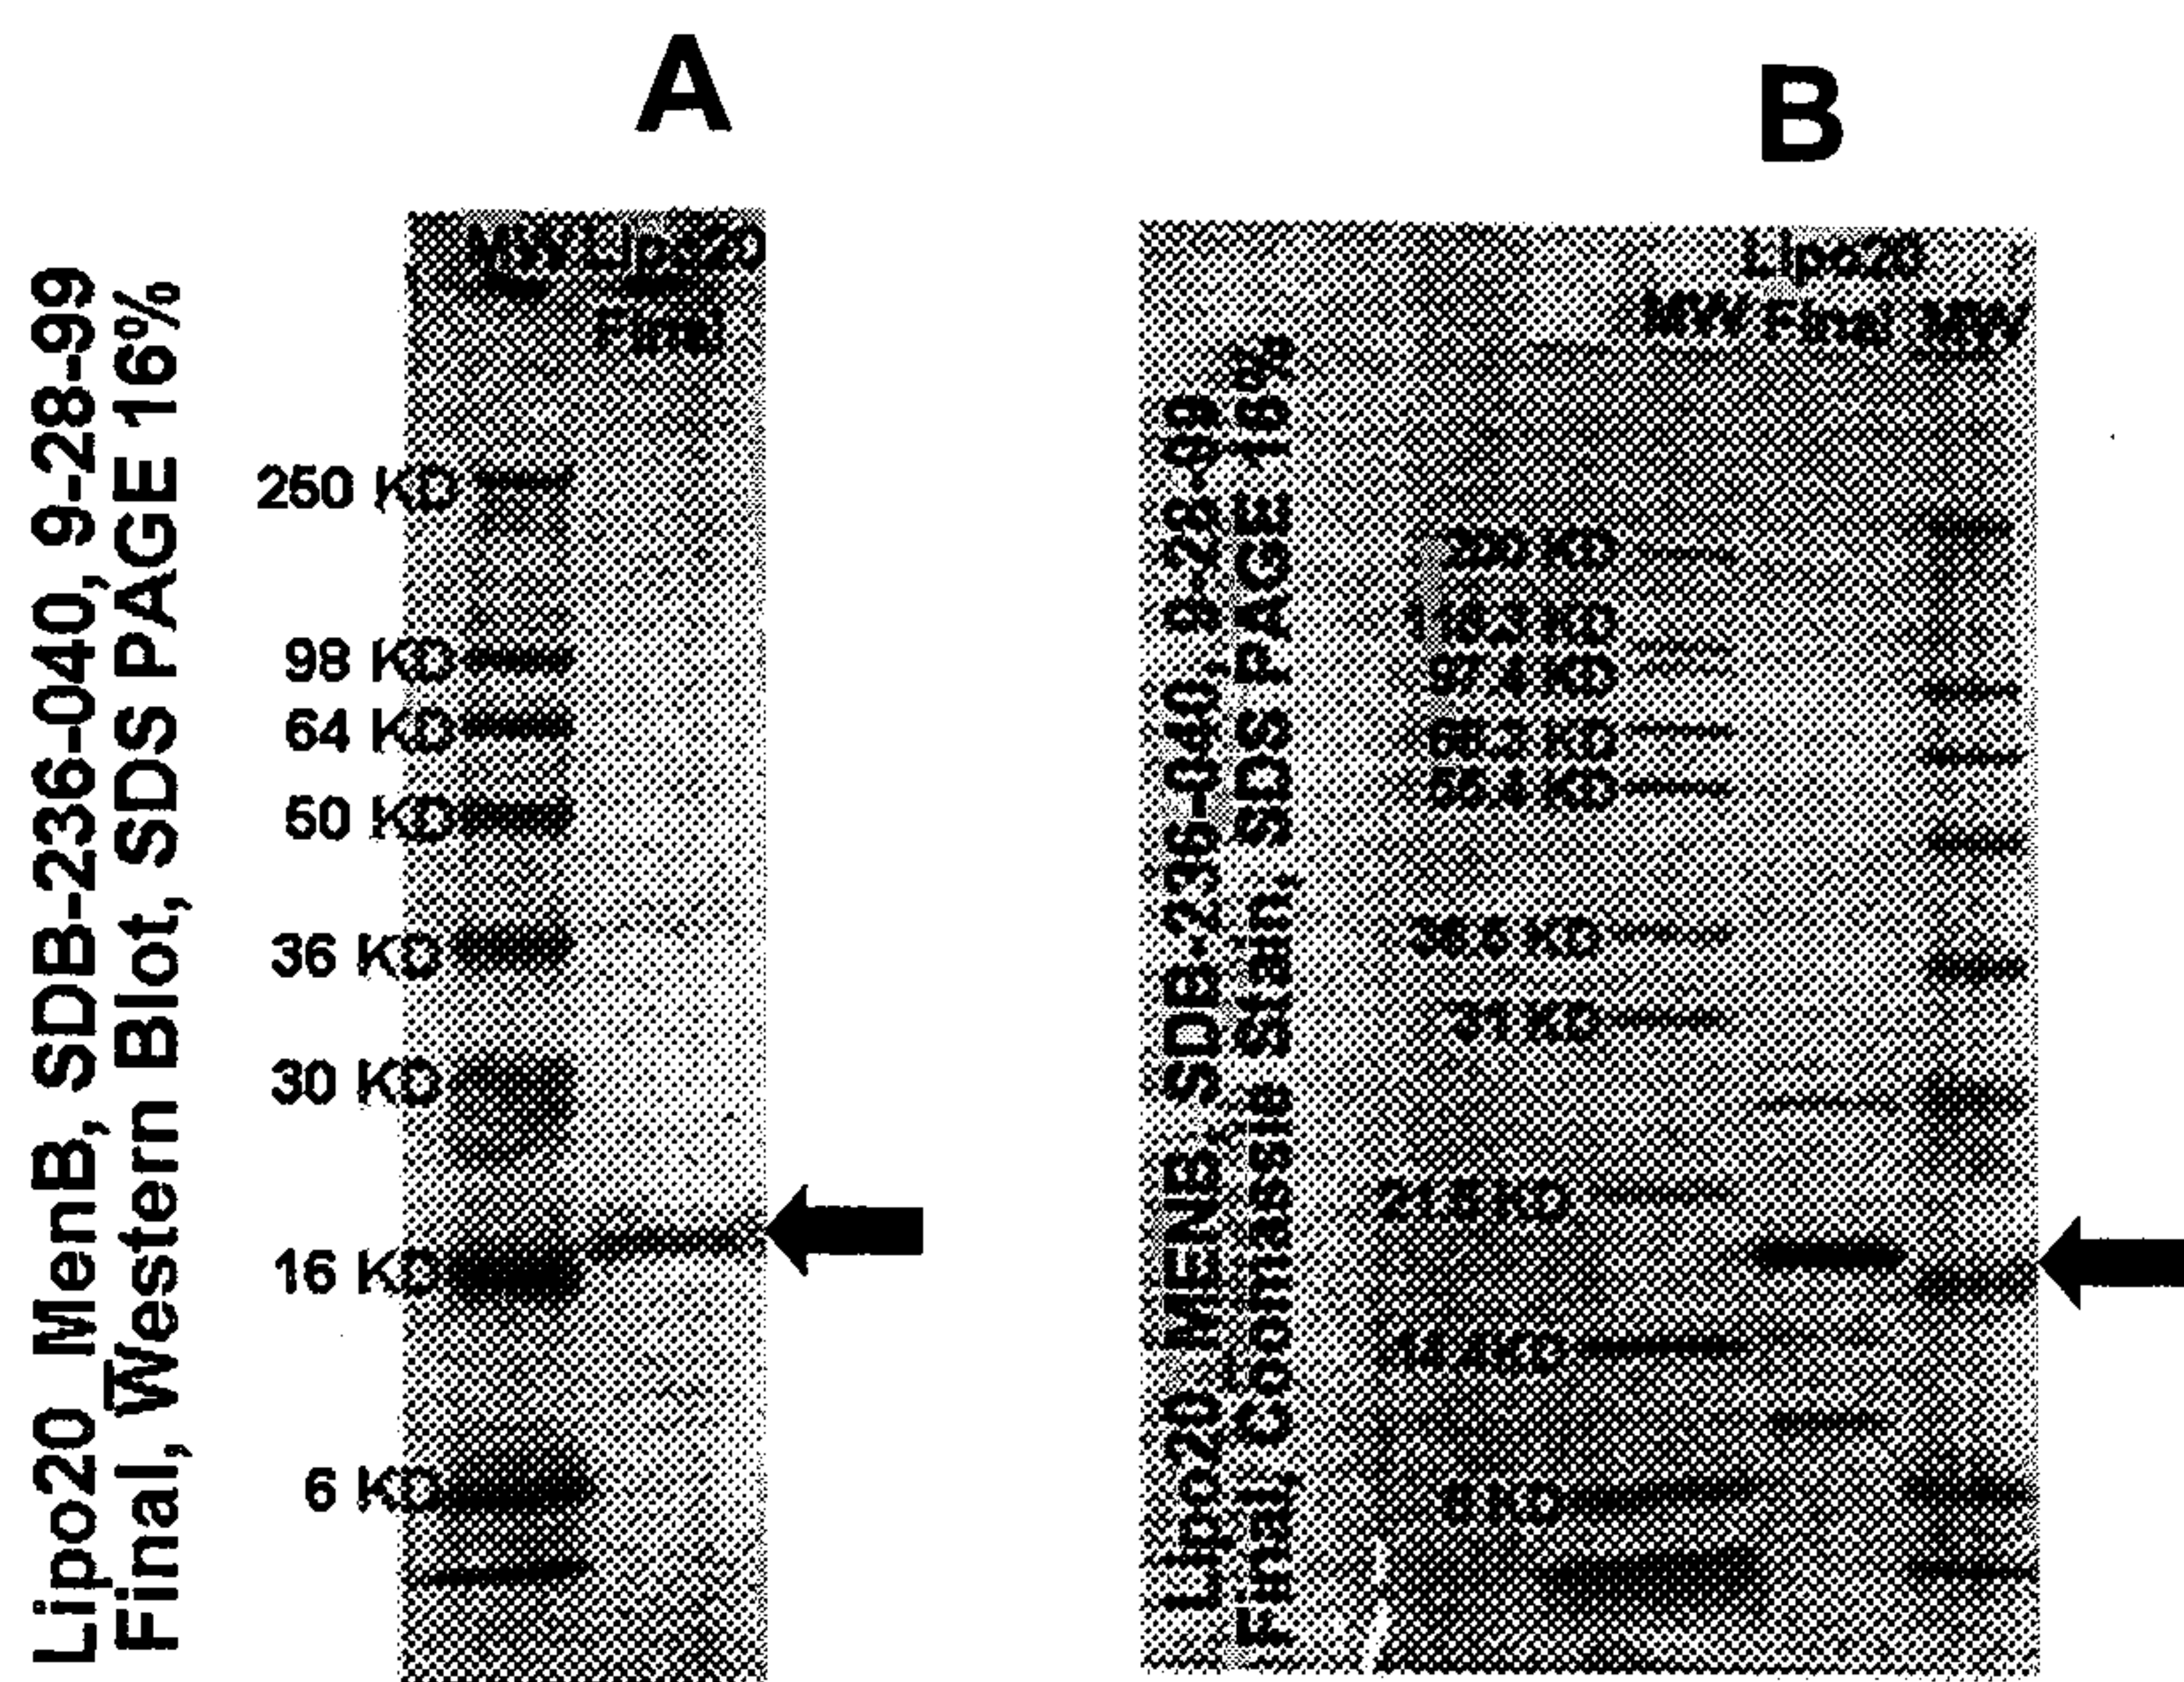 A
Lipo20 MenB, SDB-236-040, 9-28-99
Final, Western Blot, SDS PAGE 16%
MW Lipo20
Final
250 KD
98 KD
64 KD
50 KD
36 KD
30 KD
16 KD
6 KD
B
Lipo20 MENB, SDB-236-040, 9-28-99
Final, Coomassie Stain, SDS PAGE 16%
Lipo20
MW Final MW
200 KD
97.4 KD
66.3 KD
55.4 KD
36.5 KD
31 KD
21.5 KD
14.4 KD
6 KD